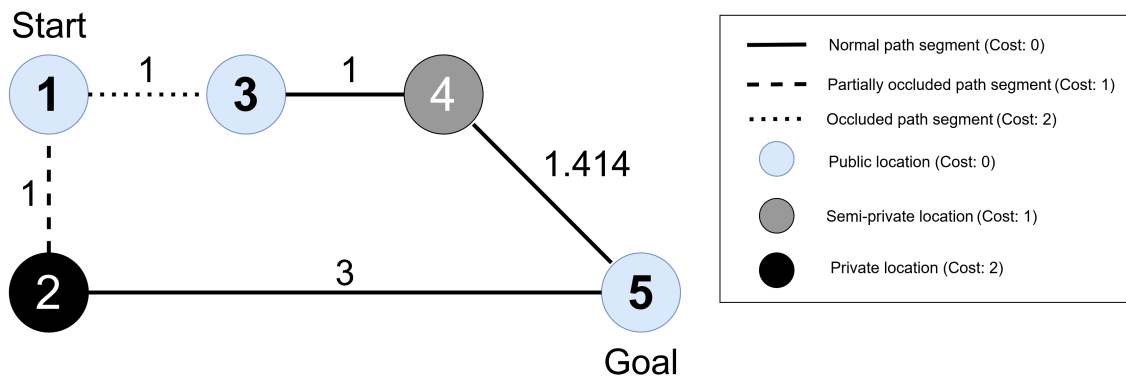 Start
1
1
3
1
4
1.414
1
2
3
5
Goal
Normal path segment (Cost: 0)
Partially occluded path segment (Cost: 1)
Occluded path segment (Cost: 2)
Public location (Cost: 0)
Semi-private location (Cost: 1)
Private location (Cost: 2)